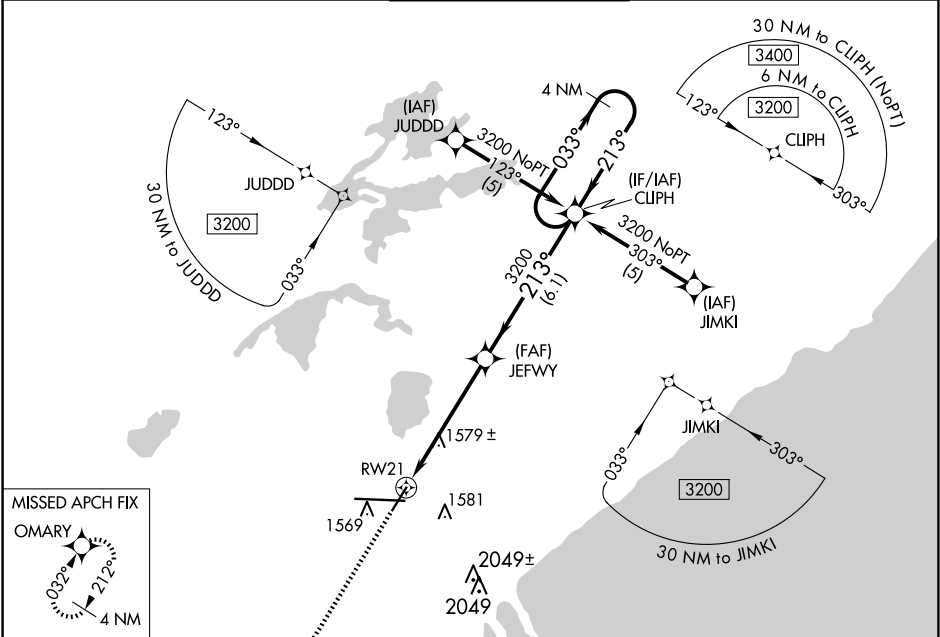 30 NM to CLIPH (NoPT)
3400
6 NM to CLIPH
3200
123°
CLIPH
303°
4 NM
(IAF)
JUDDD
3200 NoPT
123°
(5)
033°
213°
(IF/IAF)
CLIPH
3200 NoPT
303°
(5)
(IAF)
JIMKI
123°
JUDDD
3200
30 NM to JUDDD
033°
3200
213°
(6.1)
(FAF)
JEFWY
1579 ±
RW21
1569
1581
2049±
2049
JIMKI
033°
303°
3200
30 NM to JIMKI
MISSED APCH FIX
OMARY
032°
212°
4 NM